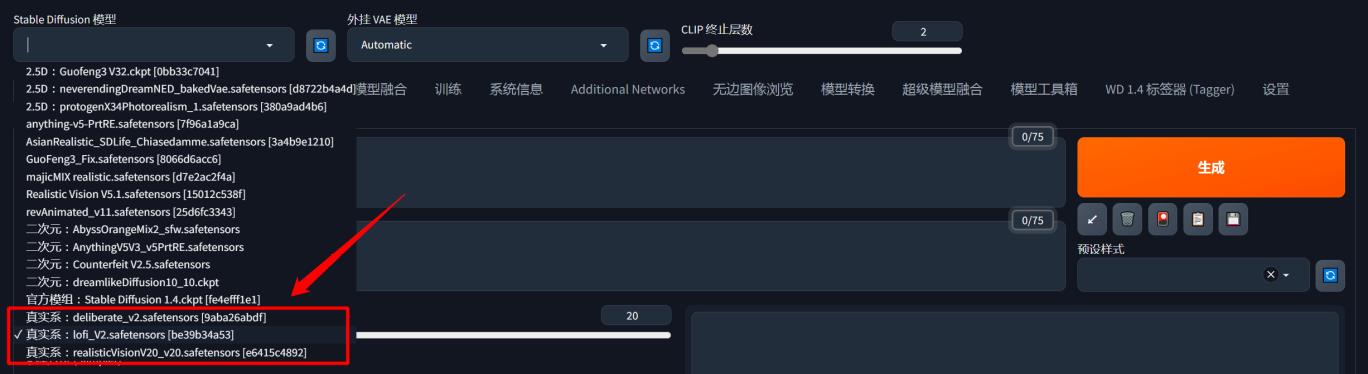 Stable Diffusion 模型
外挂 VAE 模型
CLIP 终止层数
2
Automatic
2.5D：Guofeng3 V32.ckpt [0bb33c7041]
2.5D：neverendingDreamNED_bakedVae.safetensors [d8722b4a4d]
2.5D：protogenX34Photorealism_1.safetensors [380a9ad4b6]
anything-v5-PrtRE.safetensors [7f96a1a9ca]
AsianRealistic_SDLife_Chiasedamme.safetensors [3a4b9e1210]
GuoFeng3_Fix.safetensors [8066d6acc6]
majicMIX realistic.safetensors [d7e2ac2f4a]
Realistic Vision V5.1.safetensors [15012c538f]
revAnimated_v11.safetensors [25d6fc3343]
二次元：AbyssOrangeMix2_sfw.safetensors
二次元：AnythingV5V3_v5PrtRE.safetensors
二次元：Counterfeit V2.5.safetensors
二次元：dreamlikeDiffusion10_10.ckpt
官方模组：Stable Diffusion 1.4.ckpt [fe4efff1e1]
真实系：deliberate_v2.safetensors [9aba26abdf]
✓ 真实系：lofi_V2.safetensors [be39b34a53]
真实系：realisticVisionV20_v20.safetensors [e6415c4892]
模型融合 训练 系统信息 Additional Networks 无边图像浏览 模型转换 超级模型融合 模型工具箱 WD 1.4 标签器 (Tagger) 设置
0/75
生成
0/75
预设样式
20